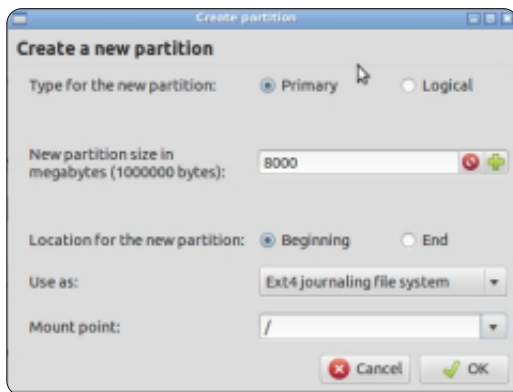 Create partition
Create a new partition
Type for the new partition: Primary Logical
New partition size in
megabytes (1000000 bytes): 8000
Location for the new partition: Beginning End
Use as: Ext4 journaling file system
Mount point: /
Cancel OK